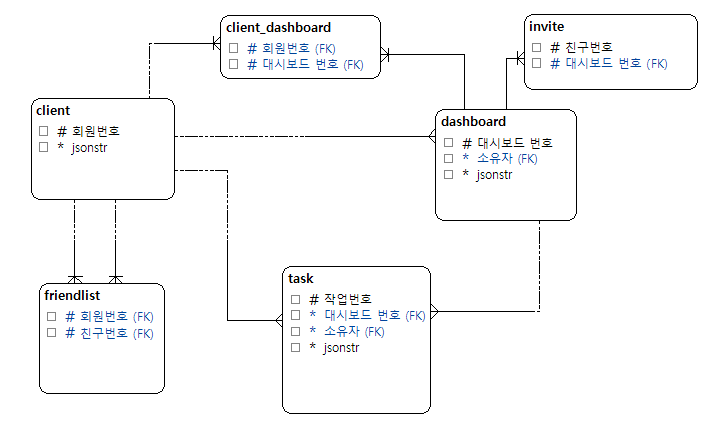 client_dashboard
# 회원번호 (FK)
# 대시보드 번호 (FK)
invite
# 친구번호
# 대시보드 번호 (FK)
client
# 회원번호
* jsonstr
dashboard
# 대시보드 번호
* 소유자 (FK)
* jsonstr
friendlist
# 회원번호 (FK)
# 친구번호 (FK)
task
# 작업번호
* 대시보드 번호 (FK)
* 소유자 (FK)
* jsonstr